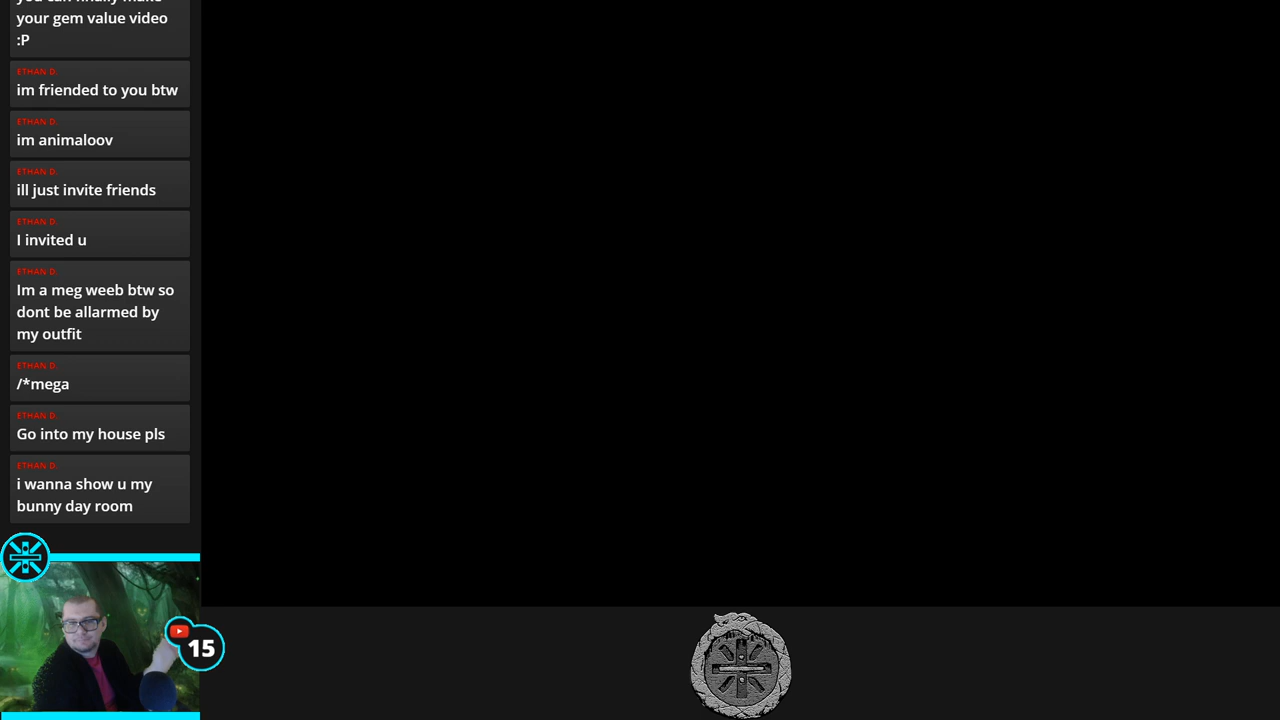 your gem value video
:P
ETHAN D.
im friended to you btw
ETHAN D.
im animaloov
ETHAN D.
ill just invite friends
ETHAN D.
I invited u
ETHAN D.
Im a meg weeb btw so
dont be allarmed by
my outfit
ETHAN D.
/*mega
ETHAN D.
Go into my house pls
ETHAN D.
i wanna show u my
bunny day room
15